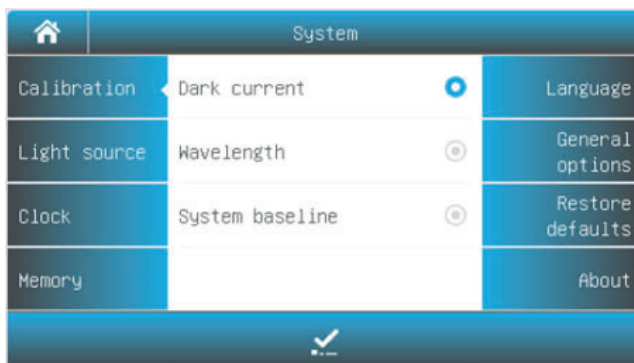 System
Calibration
Dark current
Language
Light source
Wavelength
General
options
Clock
System baseline
Restore
defaults
Memory
About